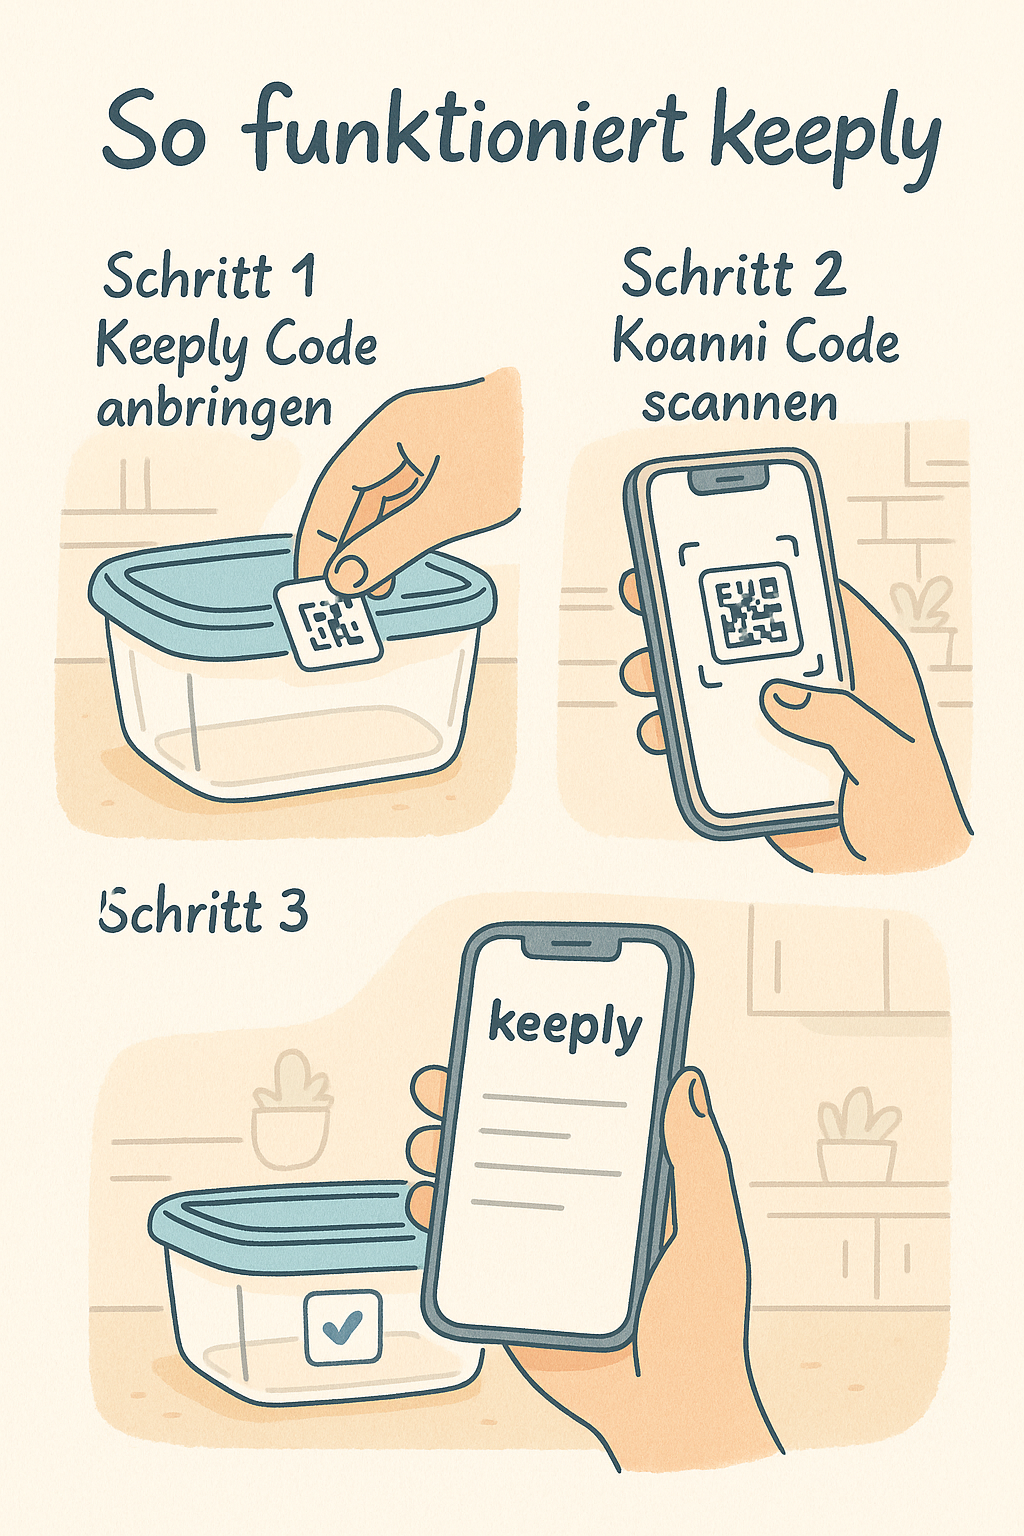 So funktioniert keeply
Schritt 1
Keeply Code
anbringen
Schritt 2
Koanni Code
scannen
Schritt 3
keeply